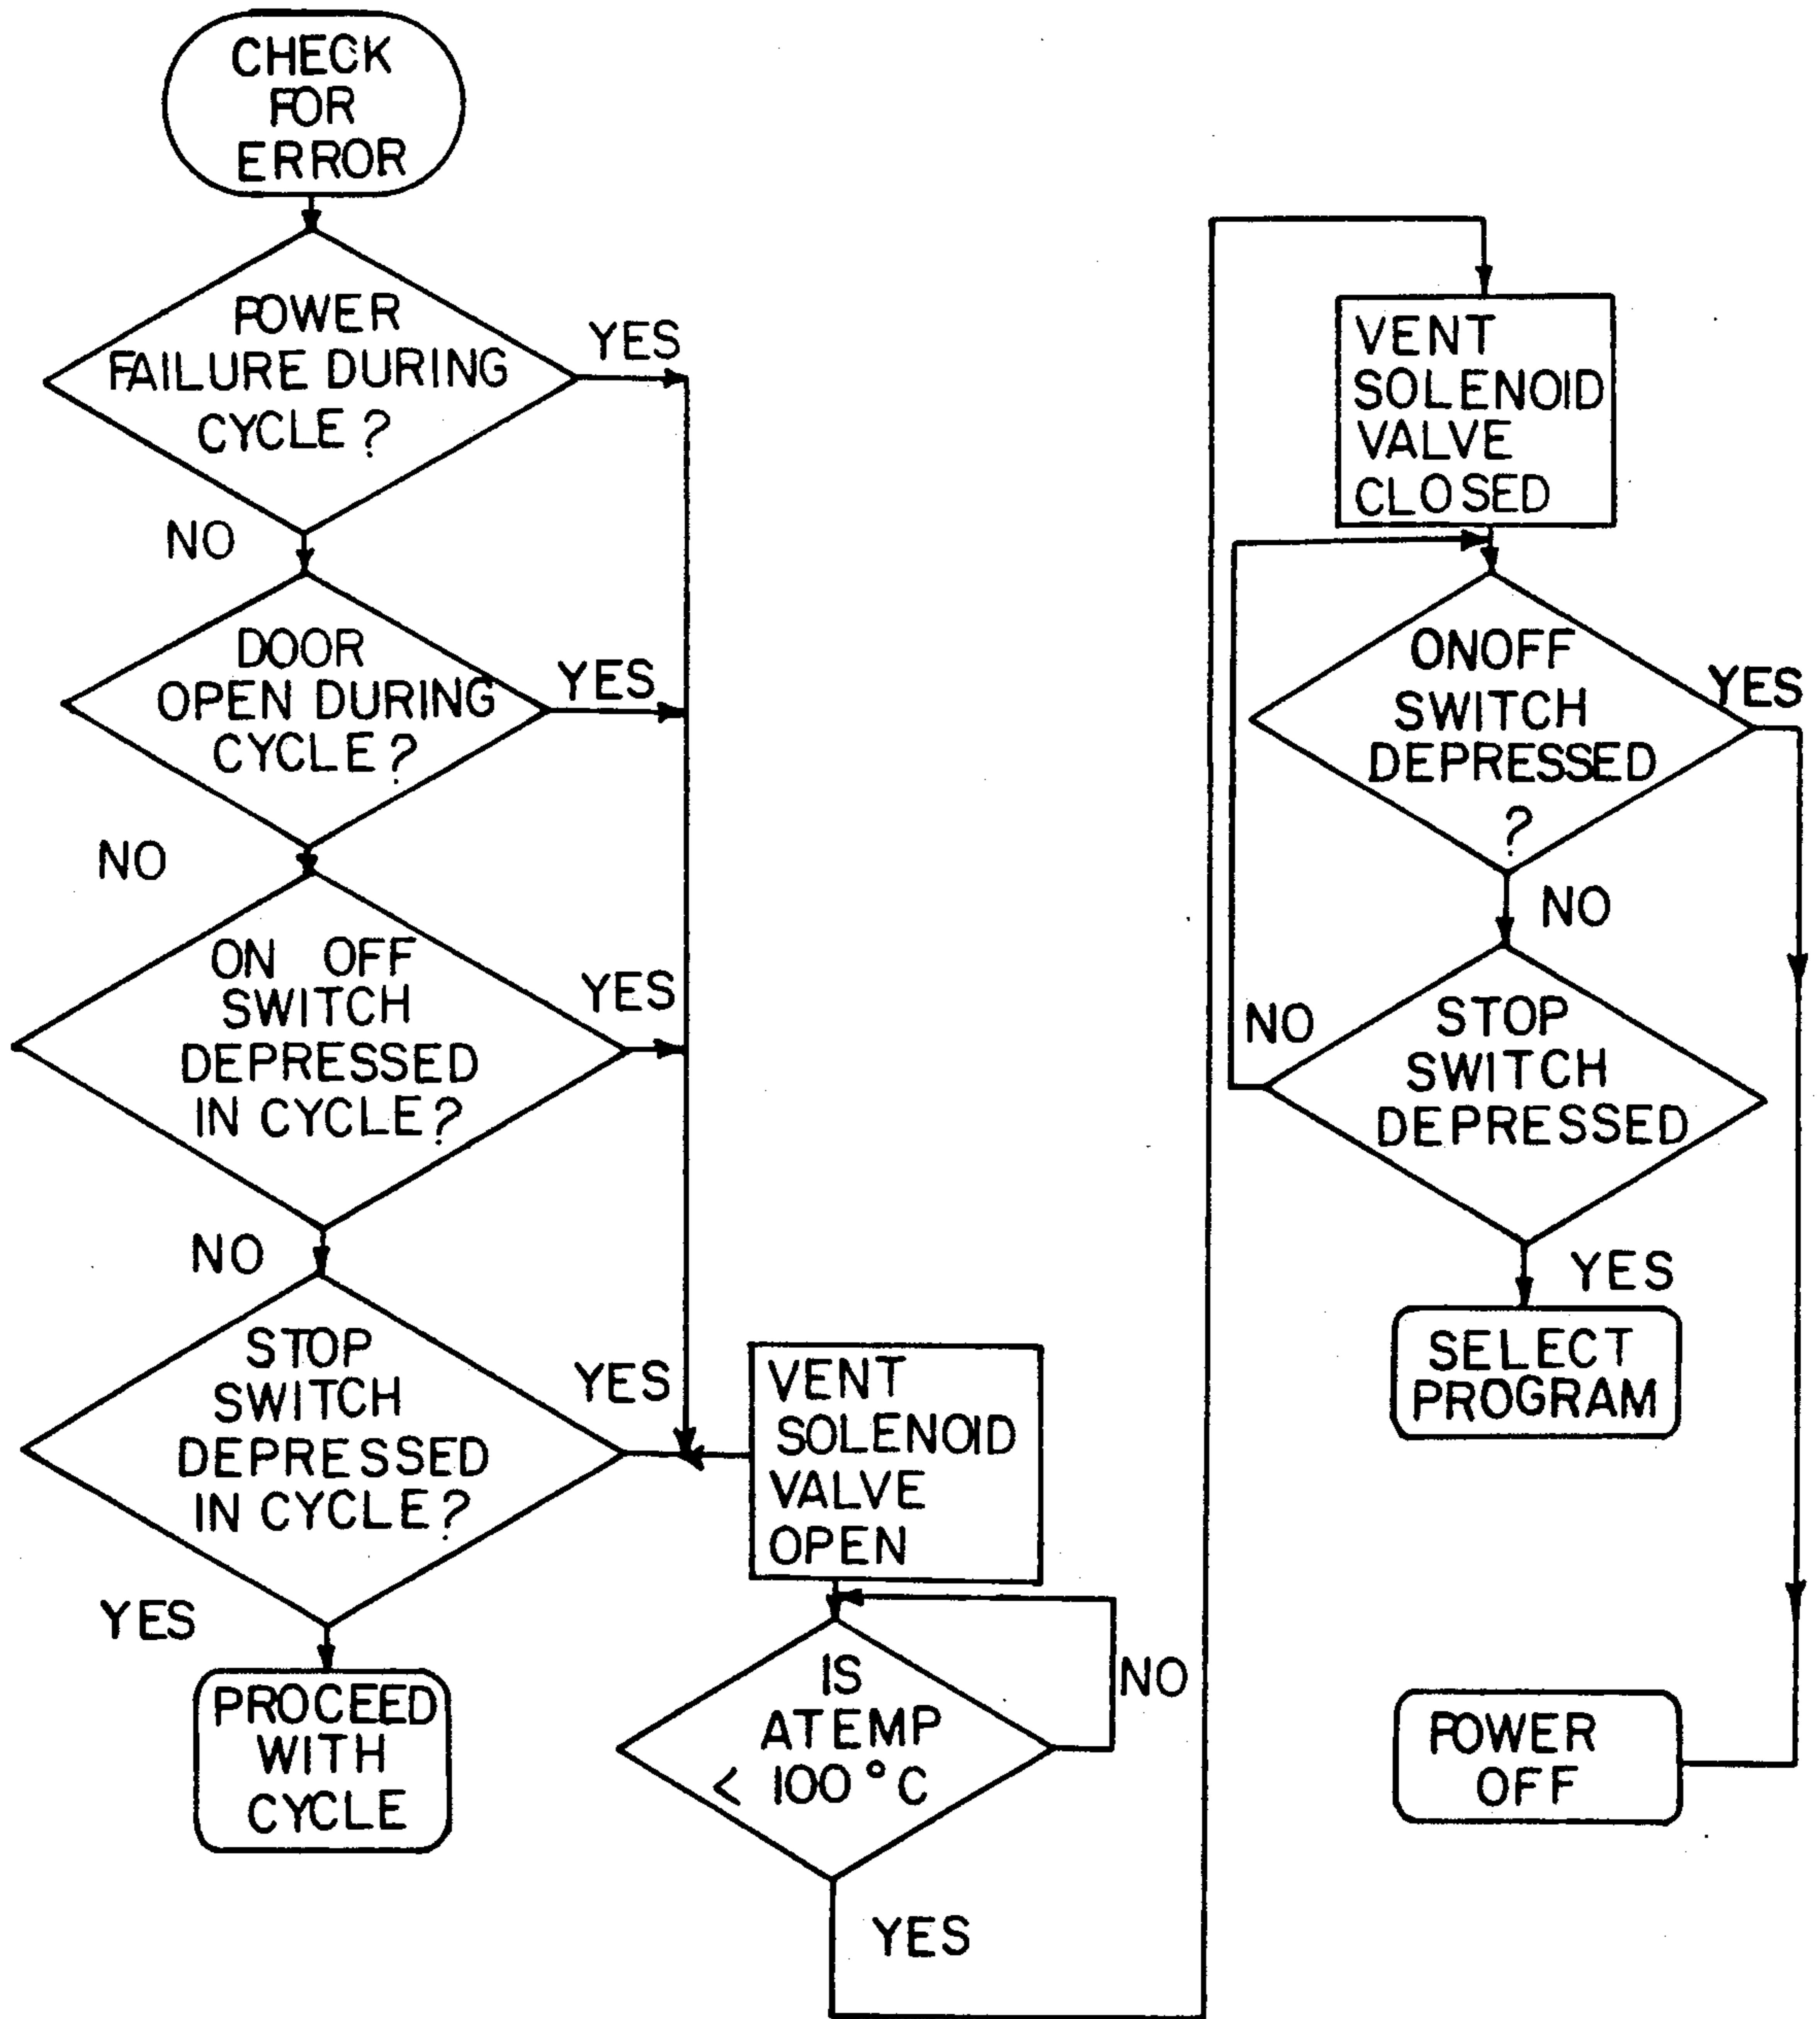 CHECK
FOR
ERROR
POWER
FAILURE DURING
CYCLE?
YES
NO
DOOR
OPEN DURING
CYCLE?
YES
NO
ON OFF
SWITCH
DEPRESSED
IN CYCLE?
YES
NO
STOP
SWITCH
DEPRESSED
IN CYCLE?
YES
YES
PROCEED
WITH
CYCLE
VENT
SOLENOID
VALVE
OPEN
IS
ATEMP
< 100°C
NO
YES
VENT
SOLENOID
VALVE
CLOSED
ONOFF
SWITCH
DEPRESSED
?
YES
NO
STOP
SWITCH
DEPRESSED
NO
YES
SELECT
PROGRAM
POWER
OFF